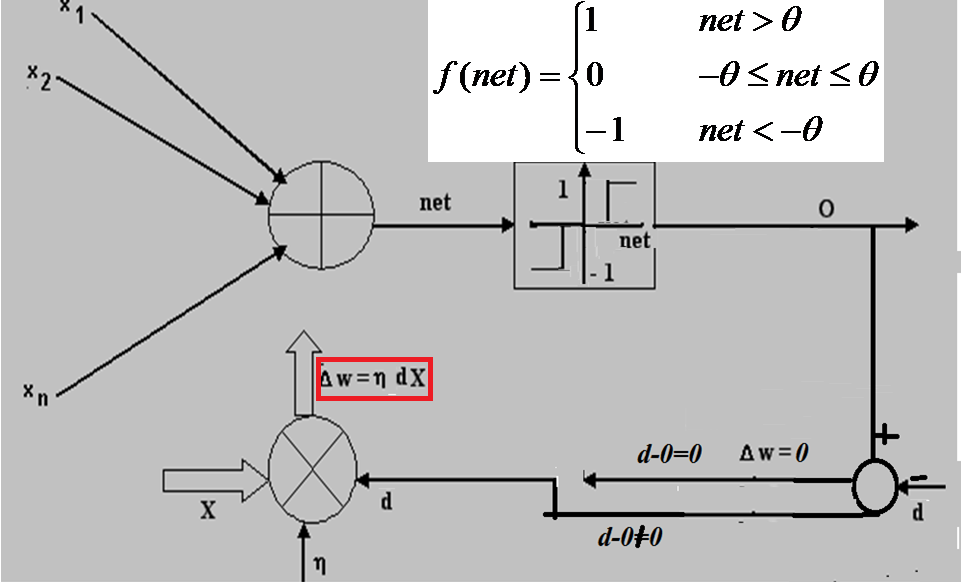 x1
f(net) = { 1 net > θ
0 −θ ≤ net ≤ θ
−1 net < −θ
x2
net
1
O
net
- 1
xn
Δw=η dX
+
d-0=0 Δw=0
-
X
d
d
d-0≠0
η